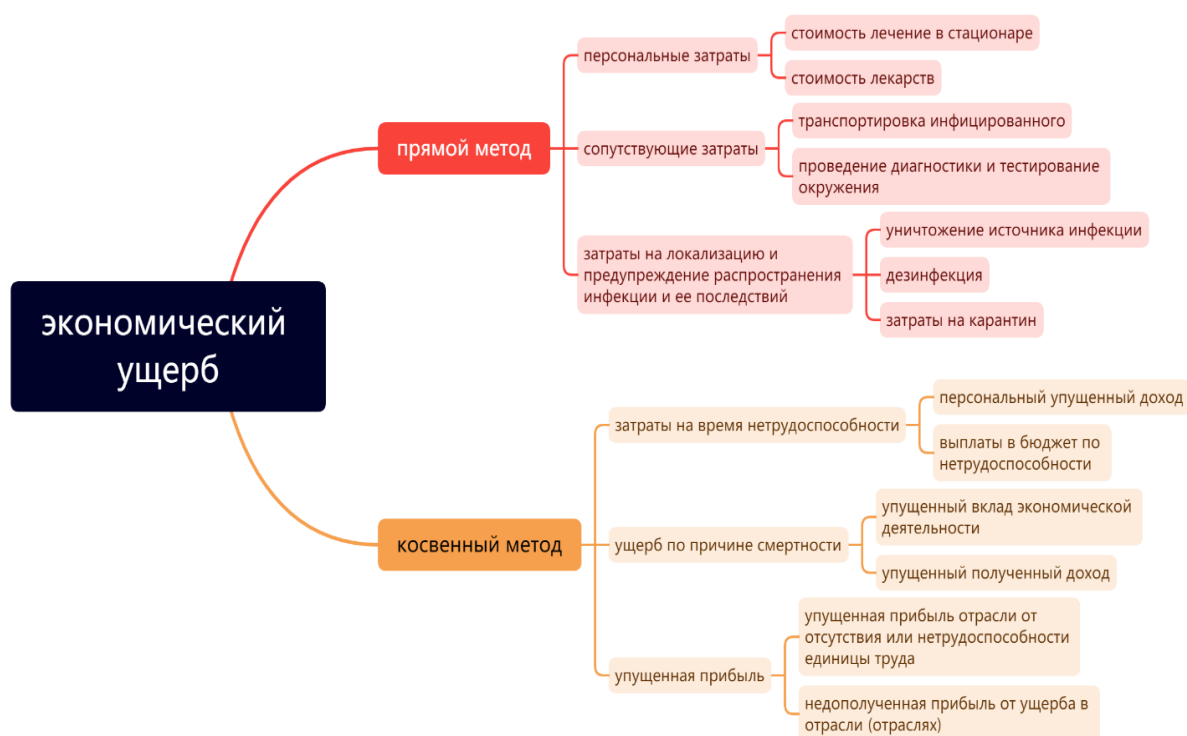 экономический
ущерб
прямой метод
персональные затраты
стоимость лечение в стационаре
стоимость лекарств
сопутствующие затраты
транспортировка инфицированного
проведение диагностики и тестирование
окружения
затраты на локализацию и
предупреждение распространения
инфекции и ее последствий
уничтожение источника инфекции
дезинфекция
затраты на карантин
косвенный метод
затраты на время нетрудоспособности
персональный упущенный доход
выплаты в бюджет по
нетрудоспособности
ущерб по причине смертности
упущенный вклад экономической
деятельности
упущенный полученный доход
упущенная прибыль
упущенная прибыль отрасли от
отсутствия или нетрудоспособности
единицы труда
недополученная прибыль от ущерба в
отрасли (отраслях)